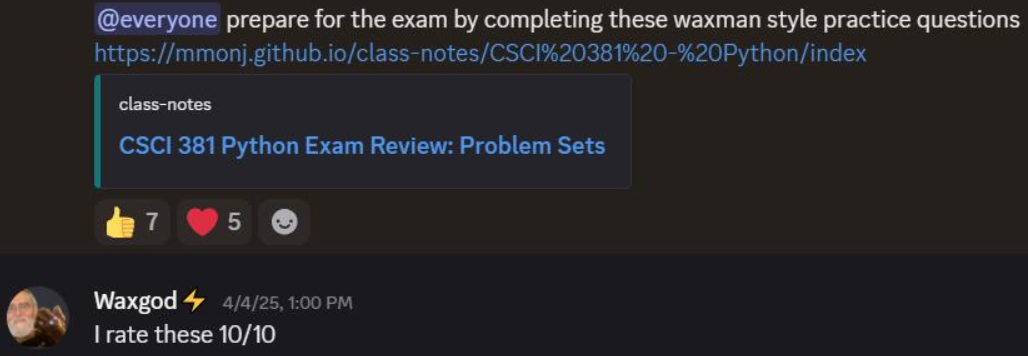 @everyone prepare for the exam by completing these waxman style practice questions
https://mmonj.github.io/class-notes/CSCI%20381%20-%20Python/index
class-notes
CSCI 381 Python Exam Review: Problem Sets
👍 7 ❤️ 5
Waxgod⚡ 4/4/25, 1:00 PM
I rate these 10/10